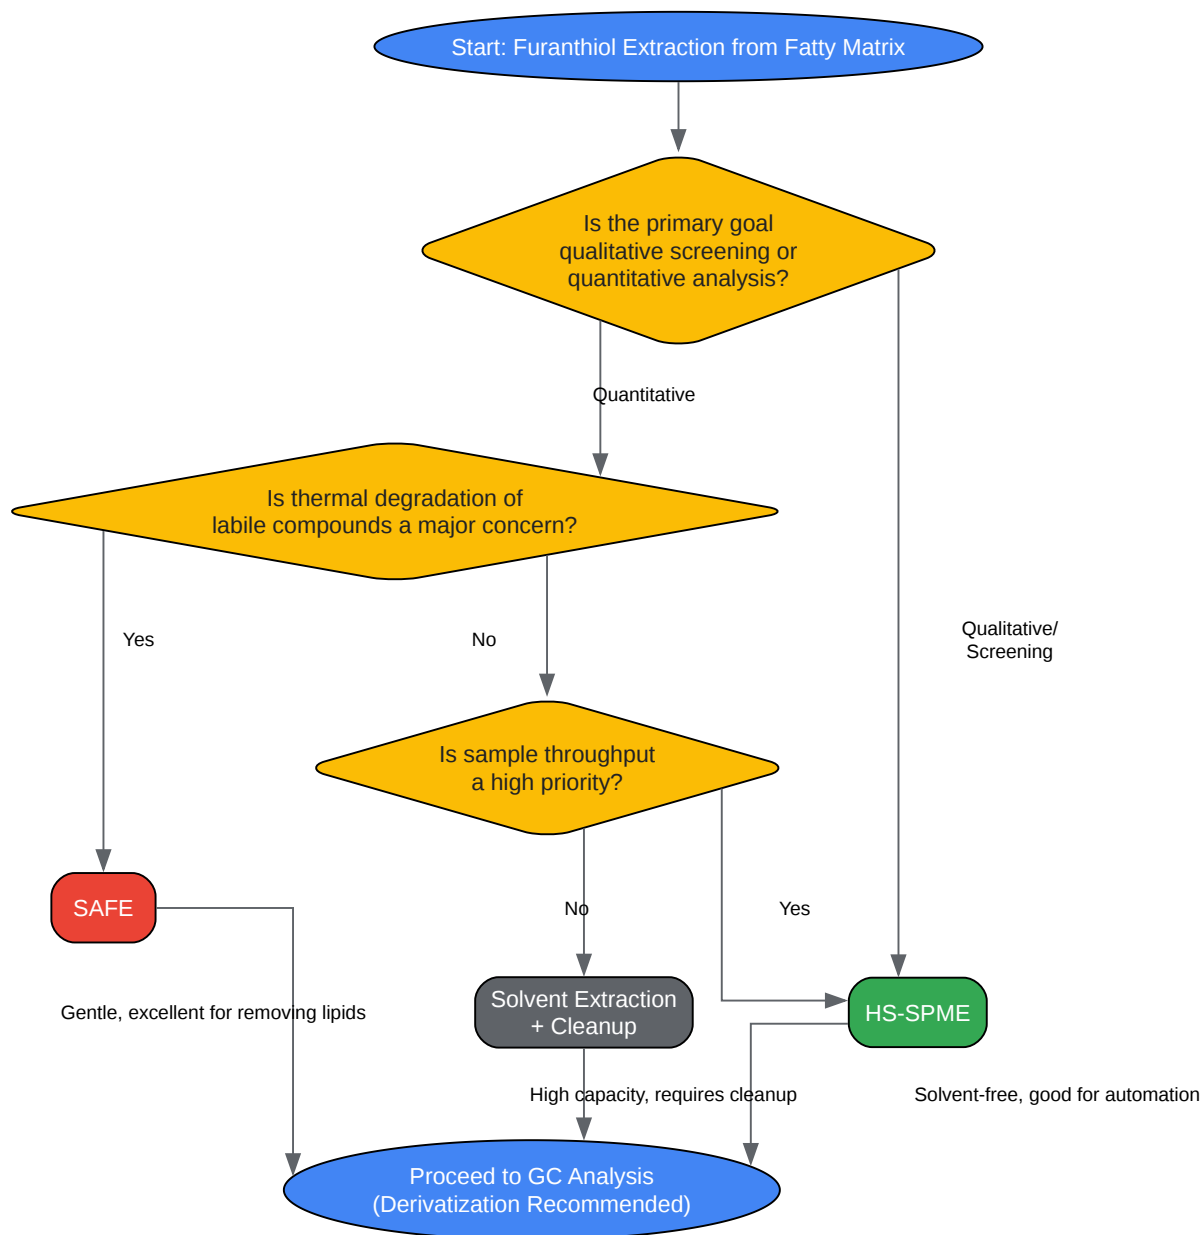 Start: Furanthiol Extraction from Fatty Matrix
Is the primary goal
qualitative screening or
quantitative analysis?
Quantitative
Is thermal degradation of
labile compounds a major concern?
Yes
No
Qualitative/
Screening
Is sample throughput
a high priority?
SAFE
No
Yes
Solvent Extraction
+ Cleanup
HS-SPME
Gentle, excellent for removing lipids
High capacity, requires cleanup
Solvent-free, good for automation
Proceed to GC Analysis
(Derivatization Recommended)